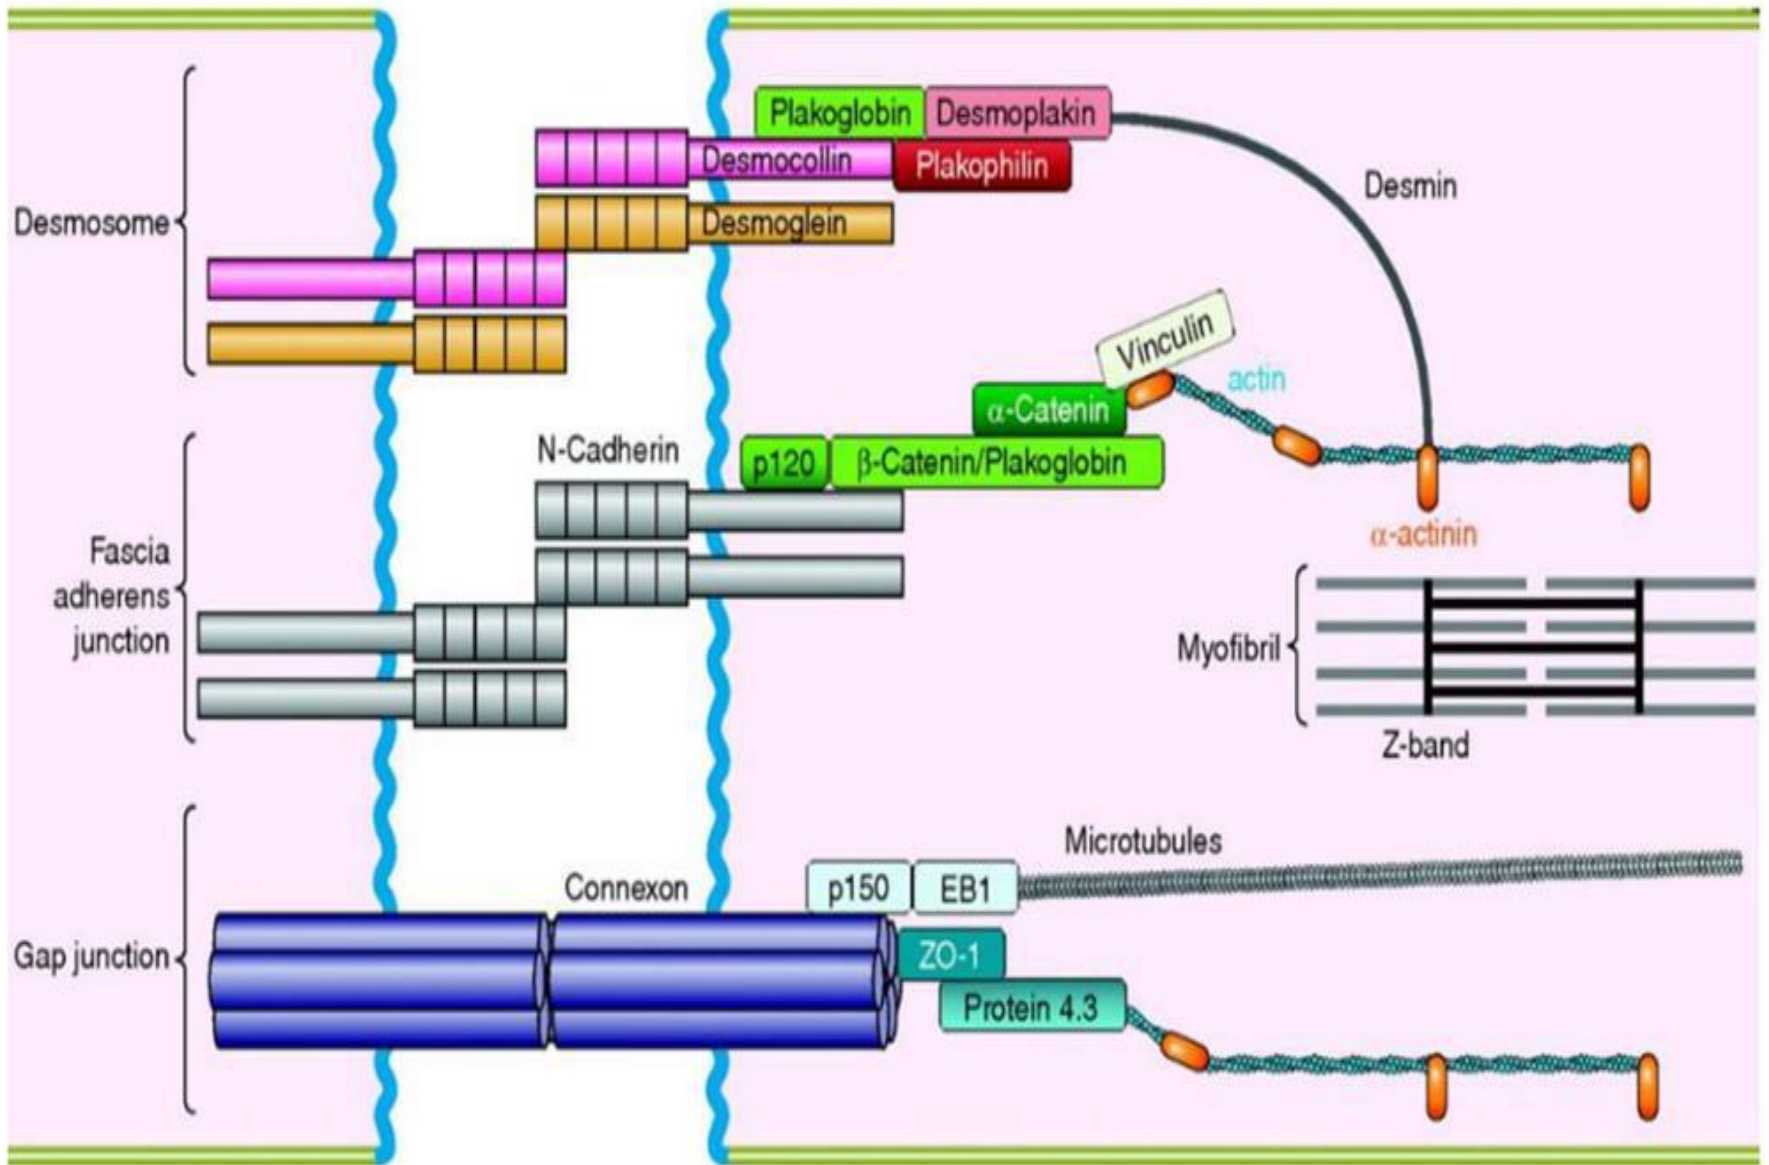 Plakoglobin
Desmoplakin
Desmocollin
Plakophilin
Desmin
Desmosome
Desmoglein
Vinculin
actin
α-Catenin
N-Cadherin
p120
β-Catenin/Plakoglobin
α-actinin
Fascia
adherens
junction
Myofibril
Z-band
Microtubules
Connexon
p150
EB1
Gap junction
ZO-1
Protein 4.3